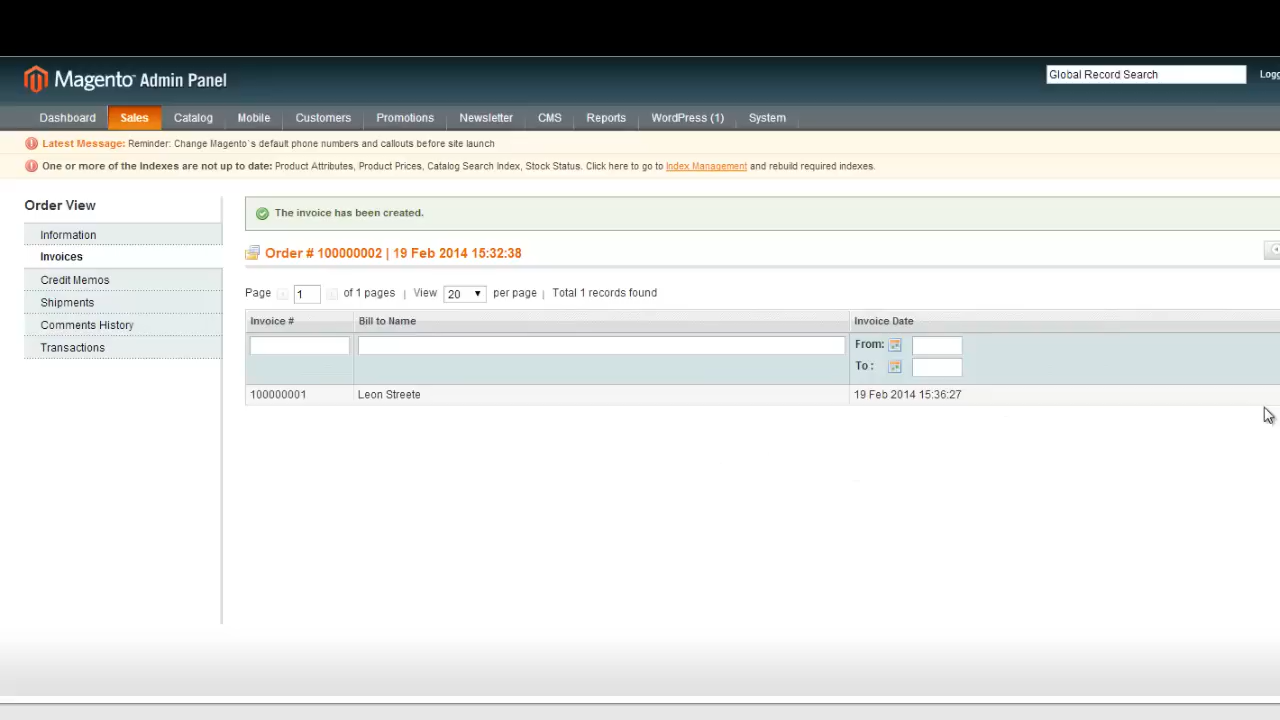 Magento Admin Panel
Global Record Search
Dashboard Sales Catalog Mobile Customers Promotions Newsletter CMS Reports WordPress (1) System
Latest Message: Reminder: Change Magento`s default phone numbers and callouts before site launch
One or more of the Indexes are not up to date: Product Attributes, Product Prices, Catalog Search Index, Stock Status. Click here to go to Index Management and rebuild required indexes.
Order View
Information
Invoices
Credit Memos
Shipments
Comments History
Transactions
The invoice has been created.
Order # 100000002 | 19 Feb 2014 15:32:38
Page 1 of 1 pages | View 20 per page | Total 1 records found
Invoice # Bill to Name Invoice Date
From:
To :
100000001 Leon Streete 19 Feb 2014 15:36:27